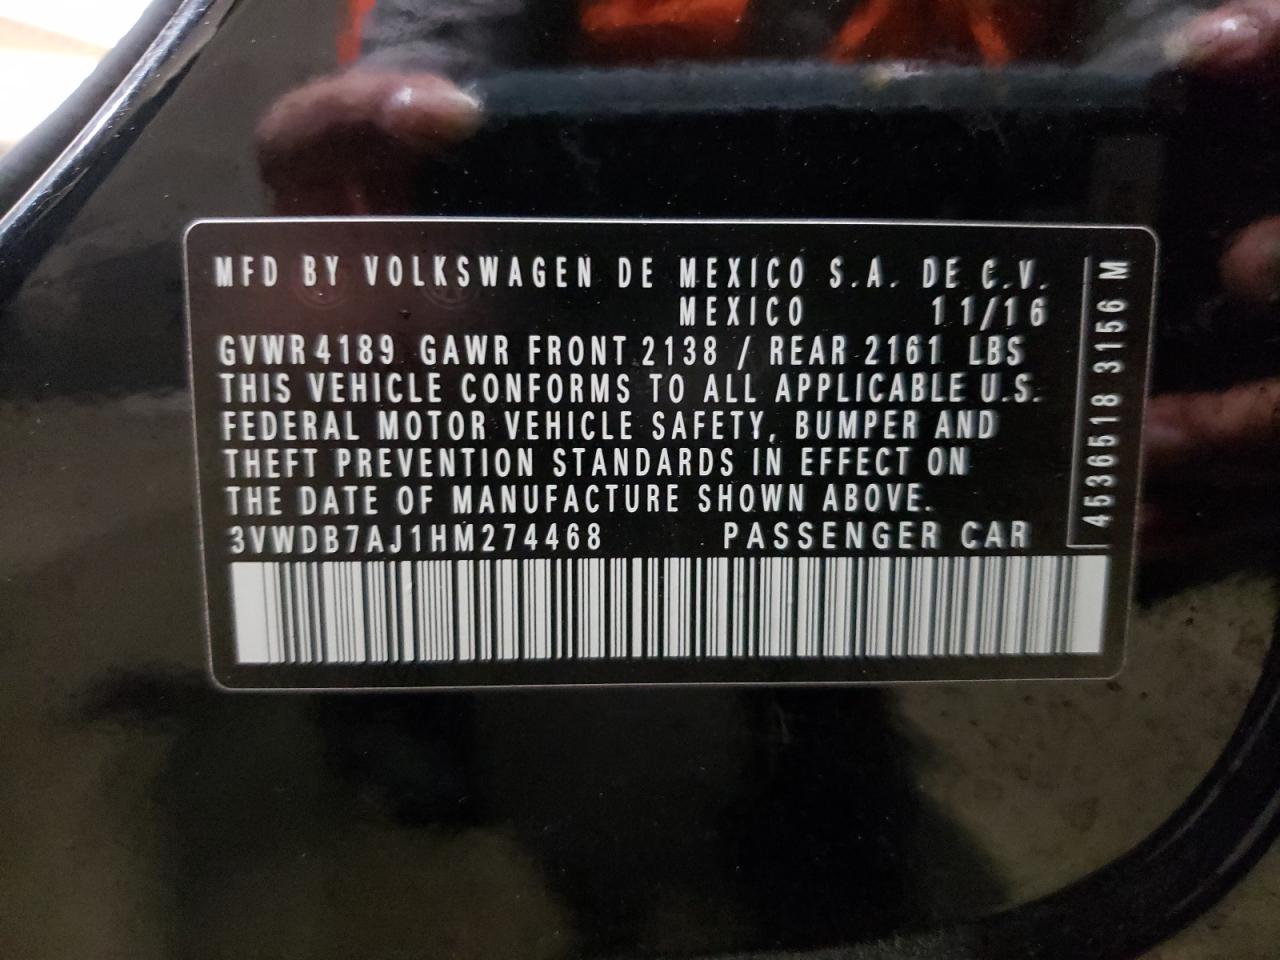 MFD BY VOLKSWAGEN DE MEXICO S.A. DE C.V.
MEXICO 11/16
GVWR 4189 GAWR FRONT 2138 / REAR 2161 LBS
THIS VEHICLE CONFORMS TO ALL APPLICABLE U.S.
FEDERAL MOTOR VEHICLE SAFETY, BUMPER AND
THEFT PREVENTION STANDARDS IN EFFECT ON
THE DATE OF MANUFACTURE SHOWN ABOVE.
3VWDB7AJ1HM274468 PASSENGER CAR
4536518 3156 M